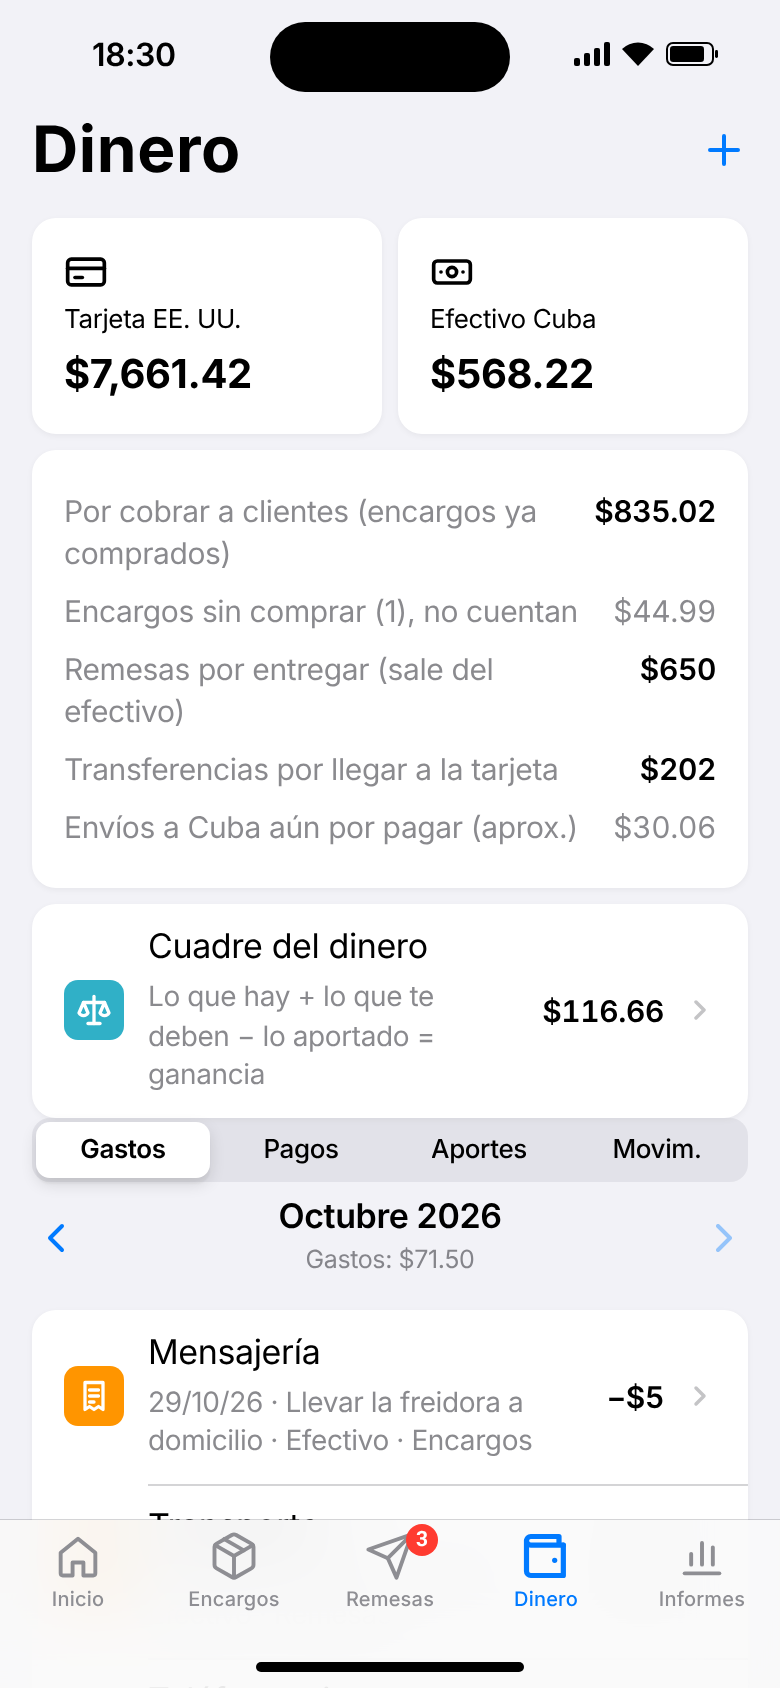 18:30
Dinero
Tarjeta EE. UU.
$7,661.42
Efectivo Cuba
$568.22
Por cobrar a clientes (encargos ya
comprados)
$835.02
Encargos sin comprar (1), no cuentan
$44.99
Remesas por entregar (sale del
efectivo)
$650
Transferencias por llegar a la tarjeta
$202
Envíos a Cuba aún por pagar (aprox.)
$30.06
Cuadre del dinero
Lo que hay + lo que te
deben – lo aportado =
ganancia
$116.66
Gastos
Pagos
Aportes
Movim.
Octubre 2026
Gastos: $71.50
Mensajería
29/10/26 · Llevar la freidora a
domicilio · Efectivo · Encargos
–$5
3
Inicio
Encargos
Remesas
Dinero
Informes